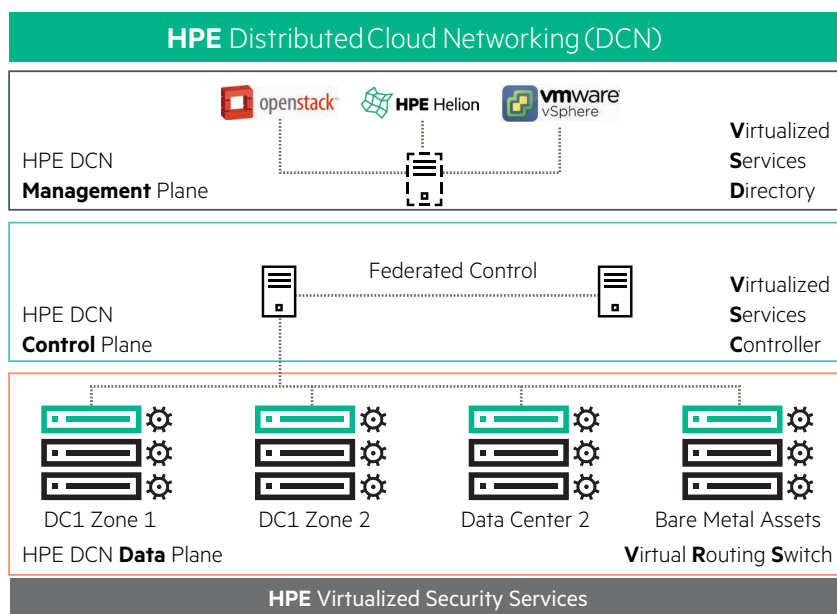 HPE Distributed Cloud Networking (DCN)
openstack™
HPE Helion
vmware®
vSphere
HPE DCN
Management Plane
Virtualized
Services
Directory
Federated Control
HPE DCN
Control Plane
Virtualized
Services
Controller
DC1 Zone 1
DC1 Zone 2
Data Center 2
Bare Metal Assets
HPE DCN Data Plane
Virtual Routing Switch
HPE Virtualized Security Services